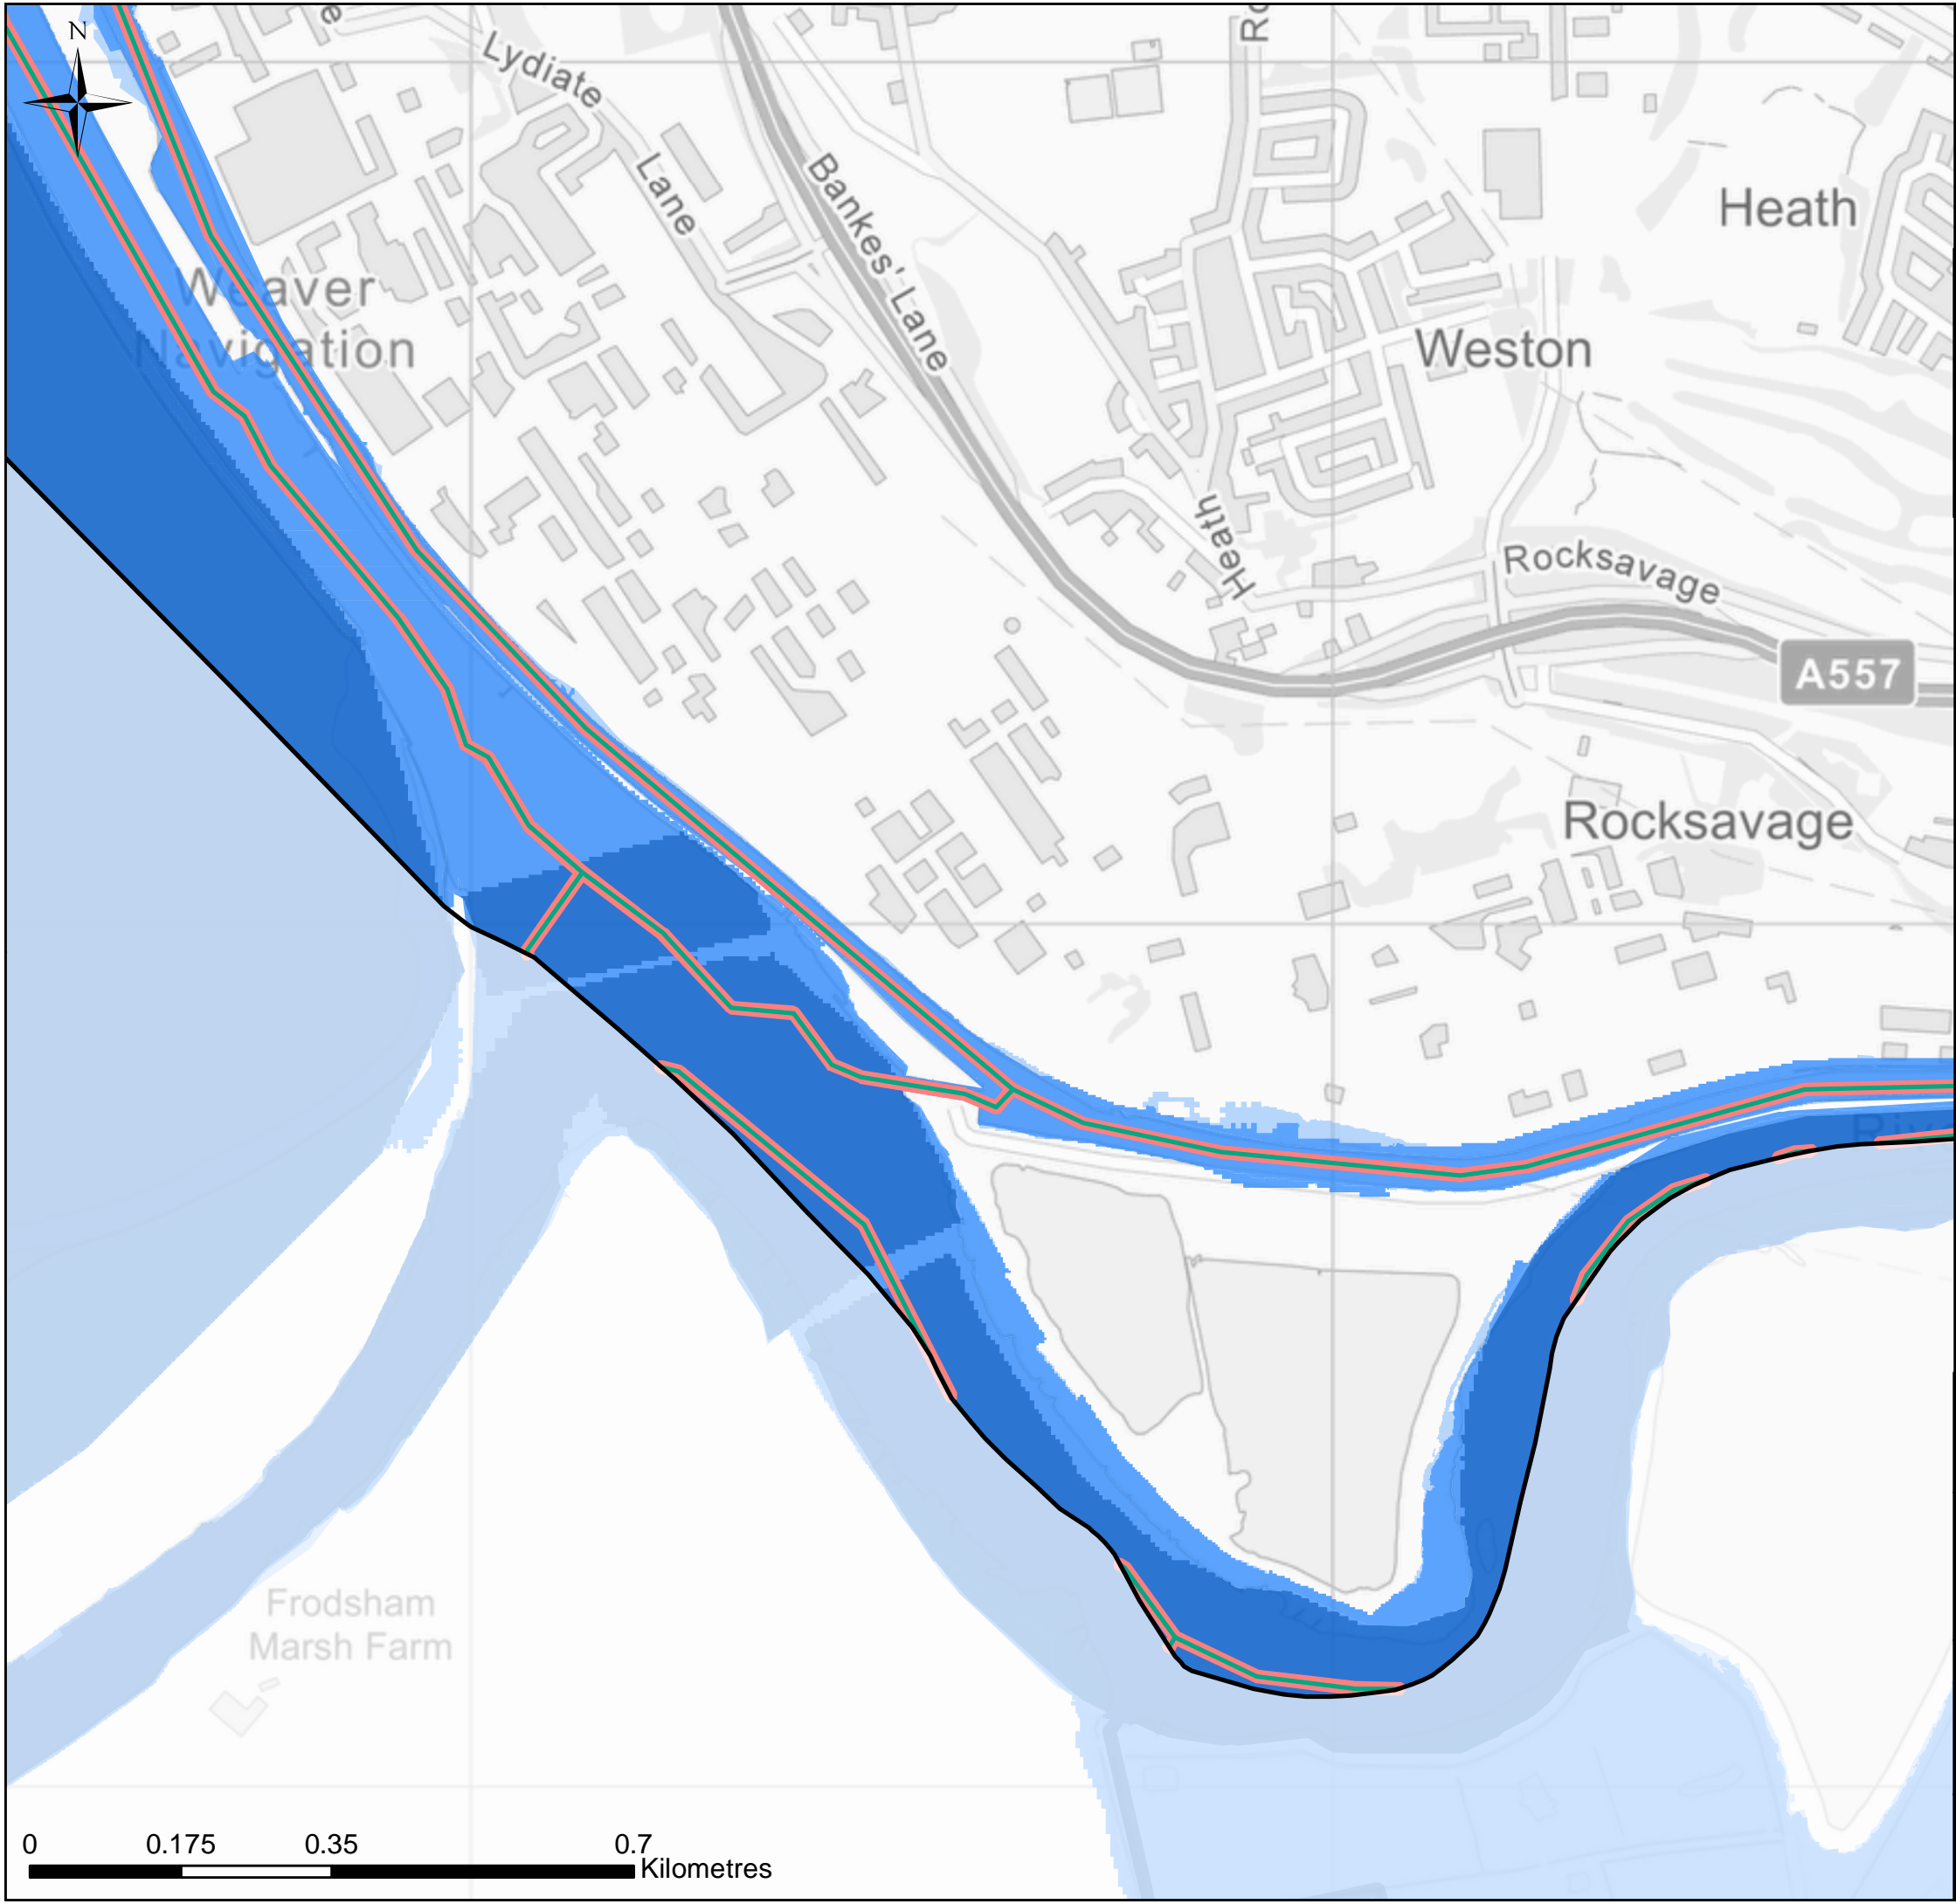 N
Lydiate
Lane
Bankes' Lane
Heath
Weaver
Navigation
Weston
Heath
Rocksavage
A557
Rocksavage
Frodsham
Marsh Farm
0 0.175 0.35 0.7
Kilometres